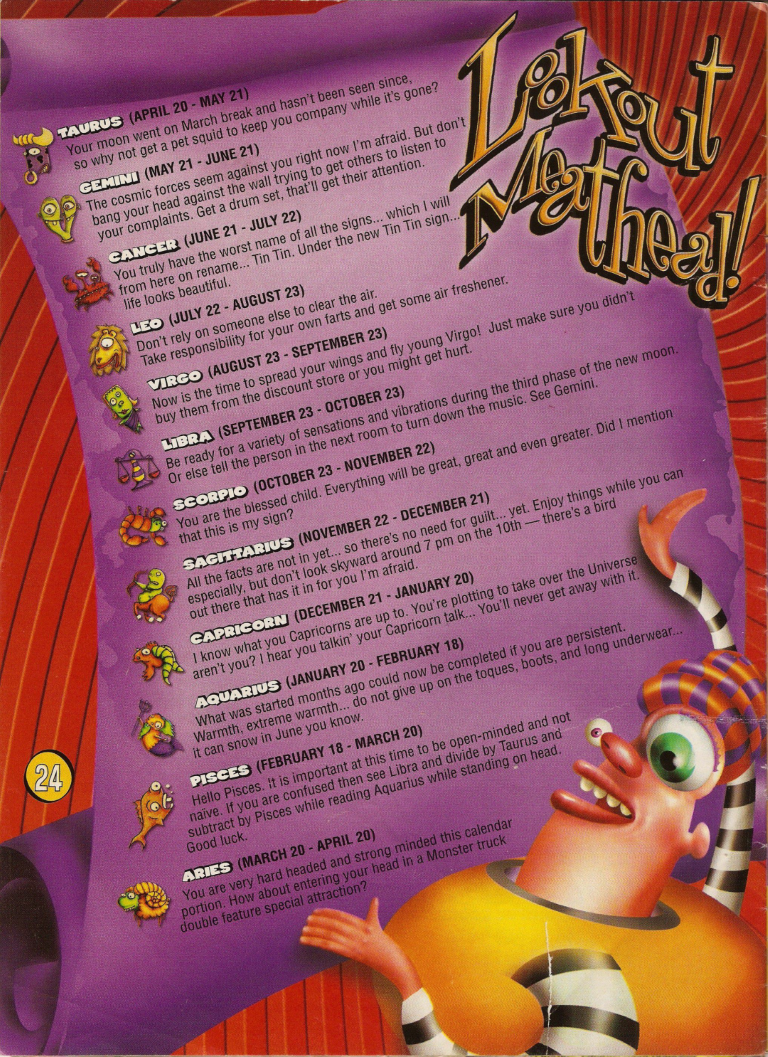 Lookout
Meathead!
TAURUS (APRIL 20 - MAY 21)
Your moon went on March break and hasn't been seen since,
so why not get a pet squid to keep you company while it's gone?
GEMINI (MAY 21 - JUNE 21)
The cosmic forces seem against you right now I'm afraid. But don't
bang your head against the wall trying to get others to listen to
your complaints. Get a drum set, that'll get their attention.
CANCER (JUNE 21 - JULY 22)
You truly have the worst name of all the signs... which I will
from here on rename... Tin Tin. Under the new Tin Tin sign...
life looks beautiful.
LEO (JULY 22 - AUGUST 23)
Don't rely on someone else to clear the air.
Take responsibility for your own farts and get some air freshener.
VIRGO (AUGUST 23 - SEPTEMBER 23)
Now is the time to spread your wings and fly young Virgo! Just make sure you didn't
buy them from the discount store or you might get hurt.
LIBRA (SEPTEMBER 23 - OCTOBER 23)
Be ready for a variety of sensations and vibrations during the third phase of the new moon.
Or else tell the person in the next room to turn down the music. See Gemini.
SCORPIO (OCTOBER 23 - NOVEMBER 22)
You are the blessed child. Everything will be great, great and even greater. Did I mention
that this is my sign?
SAGITTARIUS (NOVEMBER 22 - DECEMBER 21)
All the facts are not in yet... so there's no need for guilt... yet. Enjoy things while you can
especially, but don't look skyward around 7 pm on the 10th — there's a bird
out there that has it in for you I'm afraid.
CAPRICORN (DECEMBER 21 - JANUARY 20)
I know what you Capricorns are up to. You're plotting to take over the Universe
aren't you? I hear you talkin' your Capricorn talk... You'll never get away with it.
AQUARIUS (JANUARY 20 - FEBRUARY 18)
What was started months ago could now be completed if you are persistent.
Warmth, extreme warmth... do not give up on the toques, boots, and long underwear...
it can snow in June you know.
PISCES (FEBRUARY 18 - MARCH 20)
Hello Pisces. It is important at this time to be open-minded and not
naive. If you are confused then see Libra and divide by Taurus and
subtract by Pisces while reading Aquarius while standing on head.
Good luck.
ARIES (MARCH 20 - APRIL 20)
You are very hard headed and strong minded this calendar
portion. How about entering your head in a Monster truck
double feature special attraction?
24